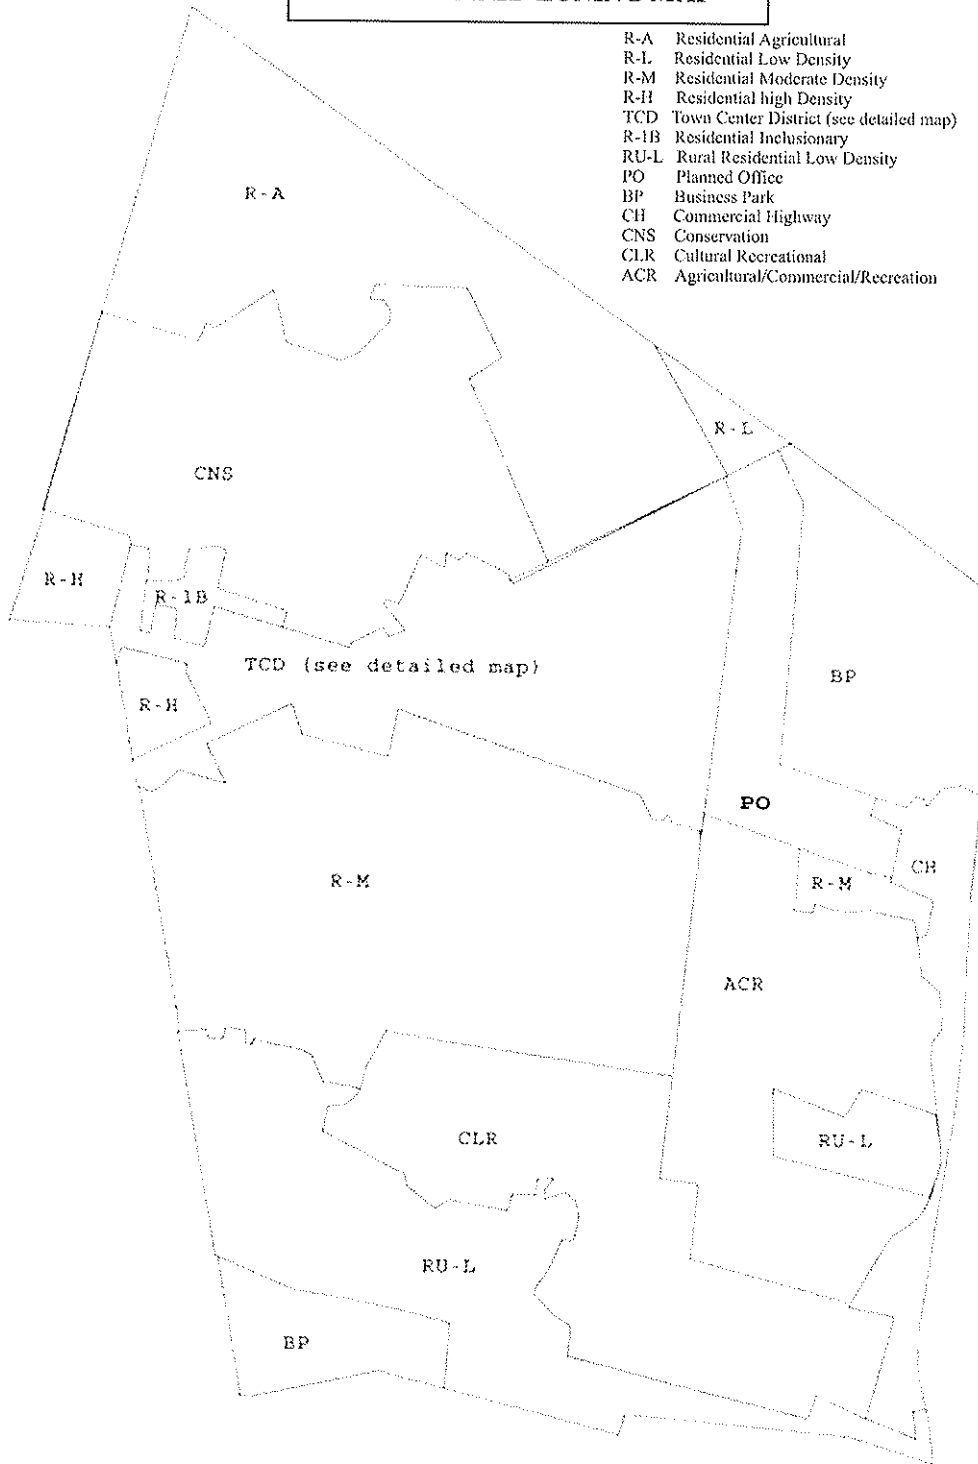 R-A Residential Agricultural
R-L Residential Low Density
R-M Residential Moderate Density
R-H Residential high Density
TCD Town Center District (see detailed map)
R-1B Residential Inclusionary
RU-L Rural Residential Low Density
PO Planned Office
BP Business Park
CH Commercial Highway
CNS Conservation
CLR Cultural Recreational
ACR Agricultural/Commercial/Recreation
R-A
R-L
CNS
R-H
R-1B
TCD (see detailed map)
BP
R-H
PO
R-M
R-M
CH
ACR
CLR
RU-L
RU-L
BP